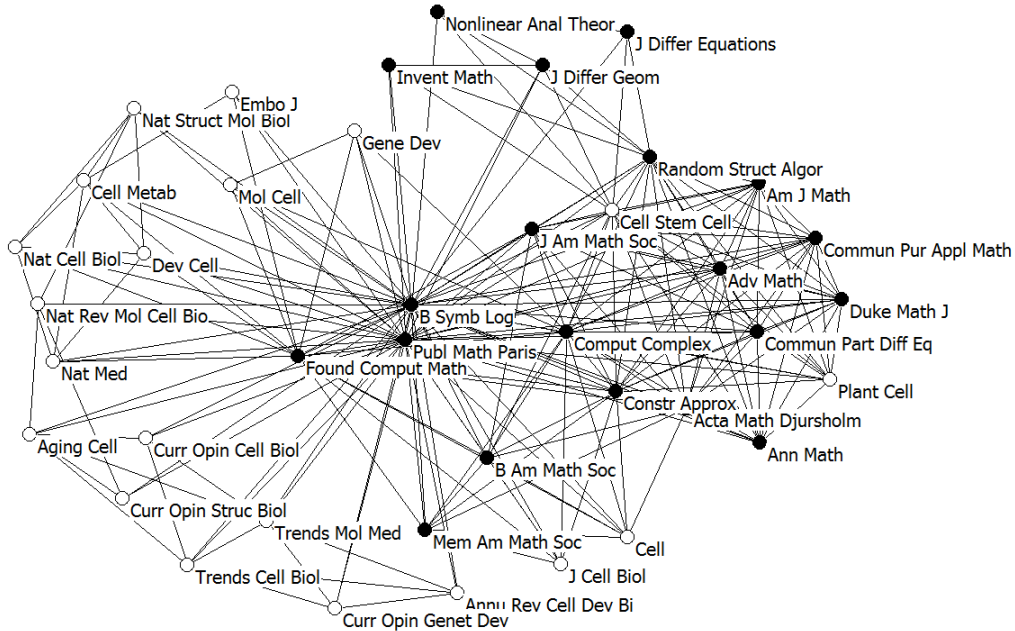 Nonlinear Anal Theor
J Differ Equations
Invent Math
J Differ Geom
Embo J
Nat Struct Mol Biol
Gene Dev
Random Struct Algor
Cell Metab
Mol Cell
Am J Math
Cell Stem Cell
J Am Math Soc
Commun Pur Appl Math
Nat Cell Biol
Dev Cell
Adv Math
Nat Rev Mol Cell Bio
B Symb Log
Duke Math J
Publ Math Paris
Comput Complex
Commun Part Diff Eq
Nat Med
Found Comput Math
Plant Cell
Constr Approx
Acta Math Djursholm
Aging Cell
Curr Opin Cell Biol
Ann Math
B Am Math Soc
Curr Opin Struc Biol
Trends Mol Med
Mem Am Math Soc
Cell
Trends Cell Biol
J Cell Biol
Annu Rev Cell Dev Bi
Curr Opin Genet Dev